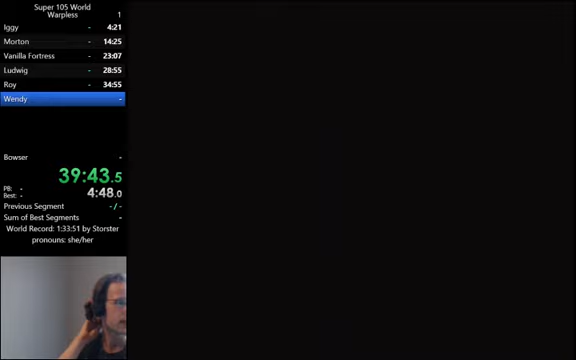 Super 105 World
Warpless 1
Iggy - 4:21
Morton - 14:25
Vanilla Fortress - 23:07
Ludwig - 28:55
Roy - 34:55
Wendy -
Bowser -
39:43.5
PB: -
Best: - 4:48.0
Previous Segment - / -
Sum of Best Segments -
World Record: 1:33:51 by Storster
pronouns: she/her